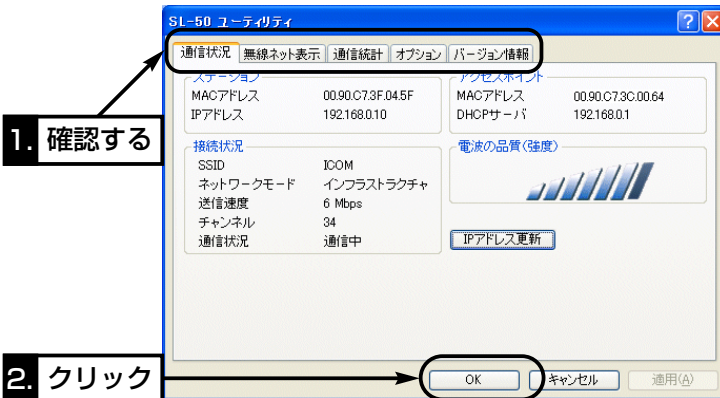 SL-50 ユーティリティ
通信状況 無線ネット表示 通信統計 オプション バージョン情報
1. 確認する
ステーション
MACアドレス 00.90.C7.3F.04.5F
IPアドレス 192.168.0.10
アクセスポイント
MACアドレス 00.90.C7.3C.00.64
DHCPサーバ 192.168.0.1
接続状況
SSID ICOM
ネットワークモード インフラストラクチャ
送信速度 6 Mbps
チャンネル 34
通信状況 通信中
電波の品質(強度)
IPアドレス更新
2. クリック
OK キャンセル 適用(A)